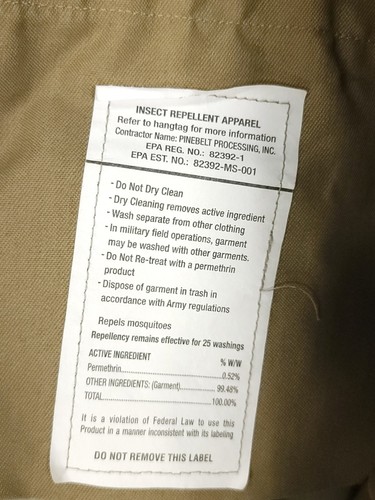 INSECT REPELLENT APPAREL
Refer to hangtag for more information
Contractor Name: PINEBELT PROCESSING, INC.
EPA REG. NO.: 82392-1
EPA EST. NO.: 82392-MS-001
- Do Not Dry Clean
- Dry Cleaning removes active ingredient
- Wash separate from other clothing
- In military field operations, garment
may be washed with other garments.
- Do Not Re-treat with a permethrin
product
- Dispose of garment in trash in
accordance with Army regulations
Repels mosquitoes
Repellency remains effective for 25 washings
ACTIVE INGREDIENT % W/W
Permethrin........................0.52%
OTHER INGREDIENTS: (Garment)........ 99.48%
TOTAL...........................100.00%
It is a violation of Federal Law to use this
Product in a manner inconsistent with its labeling
DO NOT REMOVE THIS LABEL